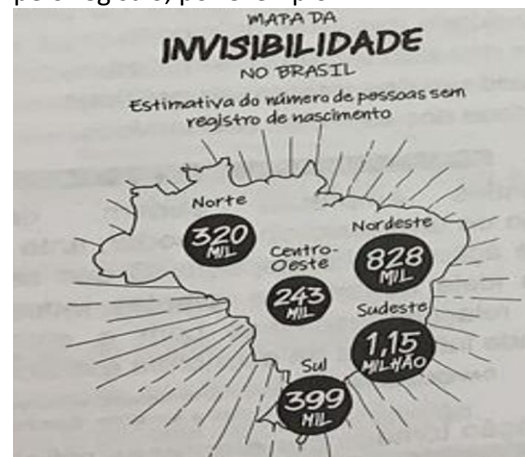 MAPA DA
INVISIBILIDADE
NO BRASIL
Estimativa do número de pessoas sem
registro de nascimento
Norte
320
MIL
Nordeste
828
MIL
Centro-
Oeste
243
MIL
Sudeste
1,15
MILHÃO
Sul
399
MIL